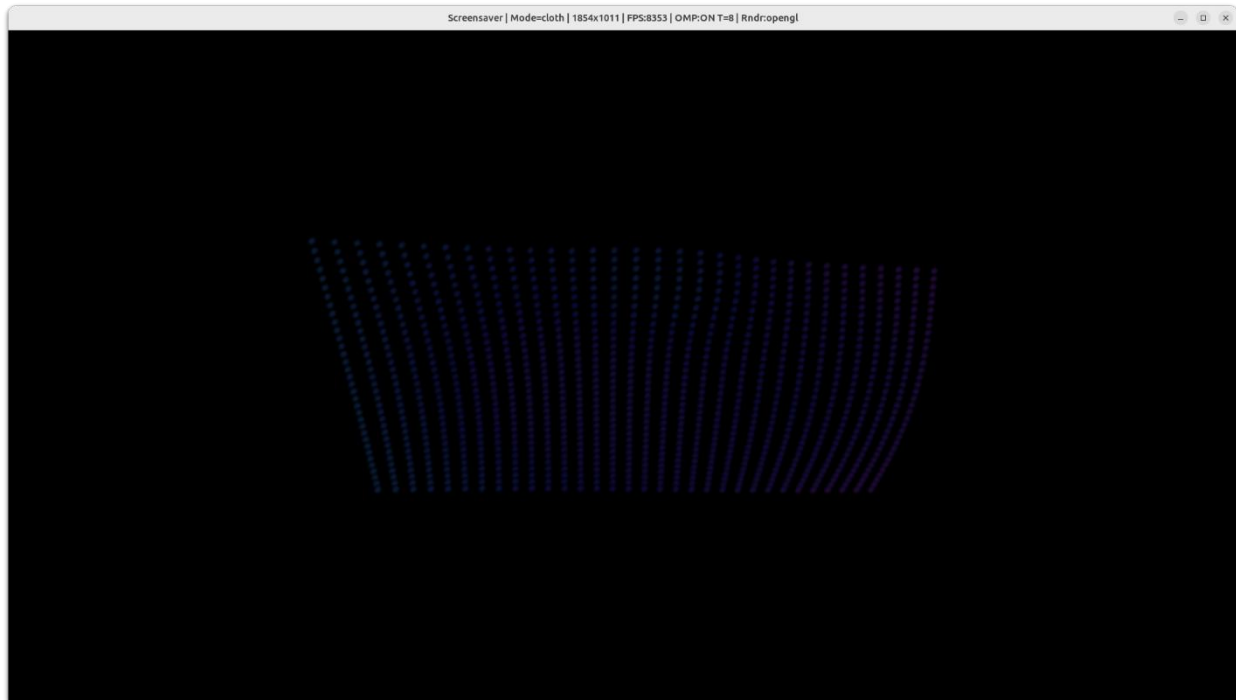 Screensaver | Mode=cloth | 1854x1011 | FPS:8353 | OMP:ON T=8 | Rndr:opengl